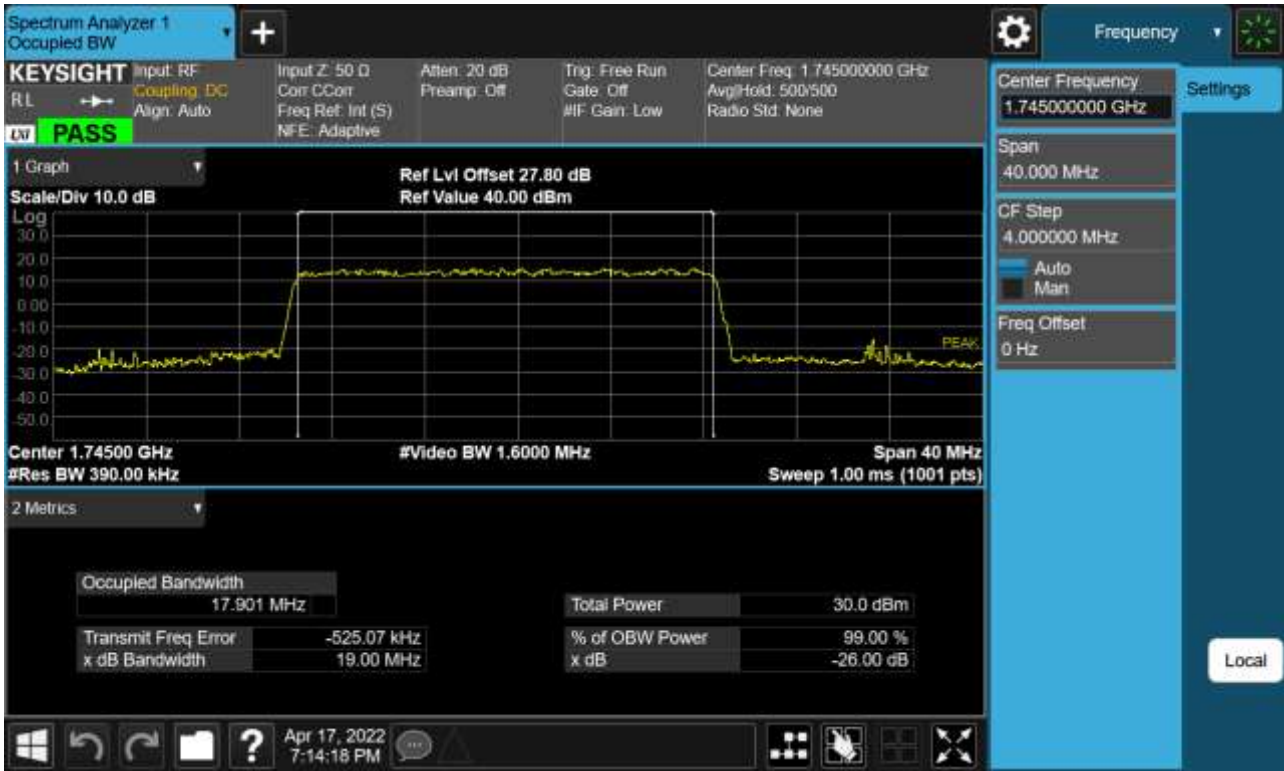 Spectrum Analyzer 1
Occupied BW
+
Frequency
KEYSIGHT
RL
LXI
PASS
Input: RF
Coupling: DC
Align: Auto
Input Z: 50 Ω
Corr CCorr
Freq Ref: Int (S)
NFE: Adaptive
Atten: 20 dB
Preamp: Off
Trig: Free Run
Gate: Off
#IF Gain: Low
Center Freq: 1.745000000 GHz
Avg|Hold: 500/500
Radio Std: None
1 Graph
Scale/Div 10.0 dB
Ref Lvl Offset 27.80 dB
Ref Value 40.00 dBm
Log
30.0
20.0
10.0
0.00
-10.0
-20.0
-30.0
-40.0
-50.0
PEAK
Center 1.74500 GHz
#Res BW 390.00 kHz
#Video BW 1.6000 MHz
Span 40 MHz
Sweep 1.00 ms (1001 pts)
2 Metrics
Occupied Bandwidth
17.901 MHz
Total Power 30.0 dBm
Transmit Freq Error -525.07 kHz
% of OBW Power 99.00 %
x dB Bandwidth 19.00 MHz
x dB -26.00 dB
Center Frequency
1.745000000 GHz
Span
40.000 MHz
CF Step
4.000000 MHz
Auto
Man
Freq Offset
0 Hz
Settings
Local
?
Apr 17, 2022
7:14:18 PM